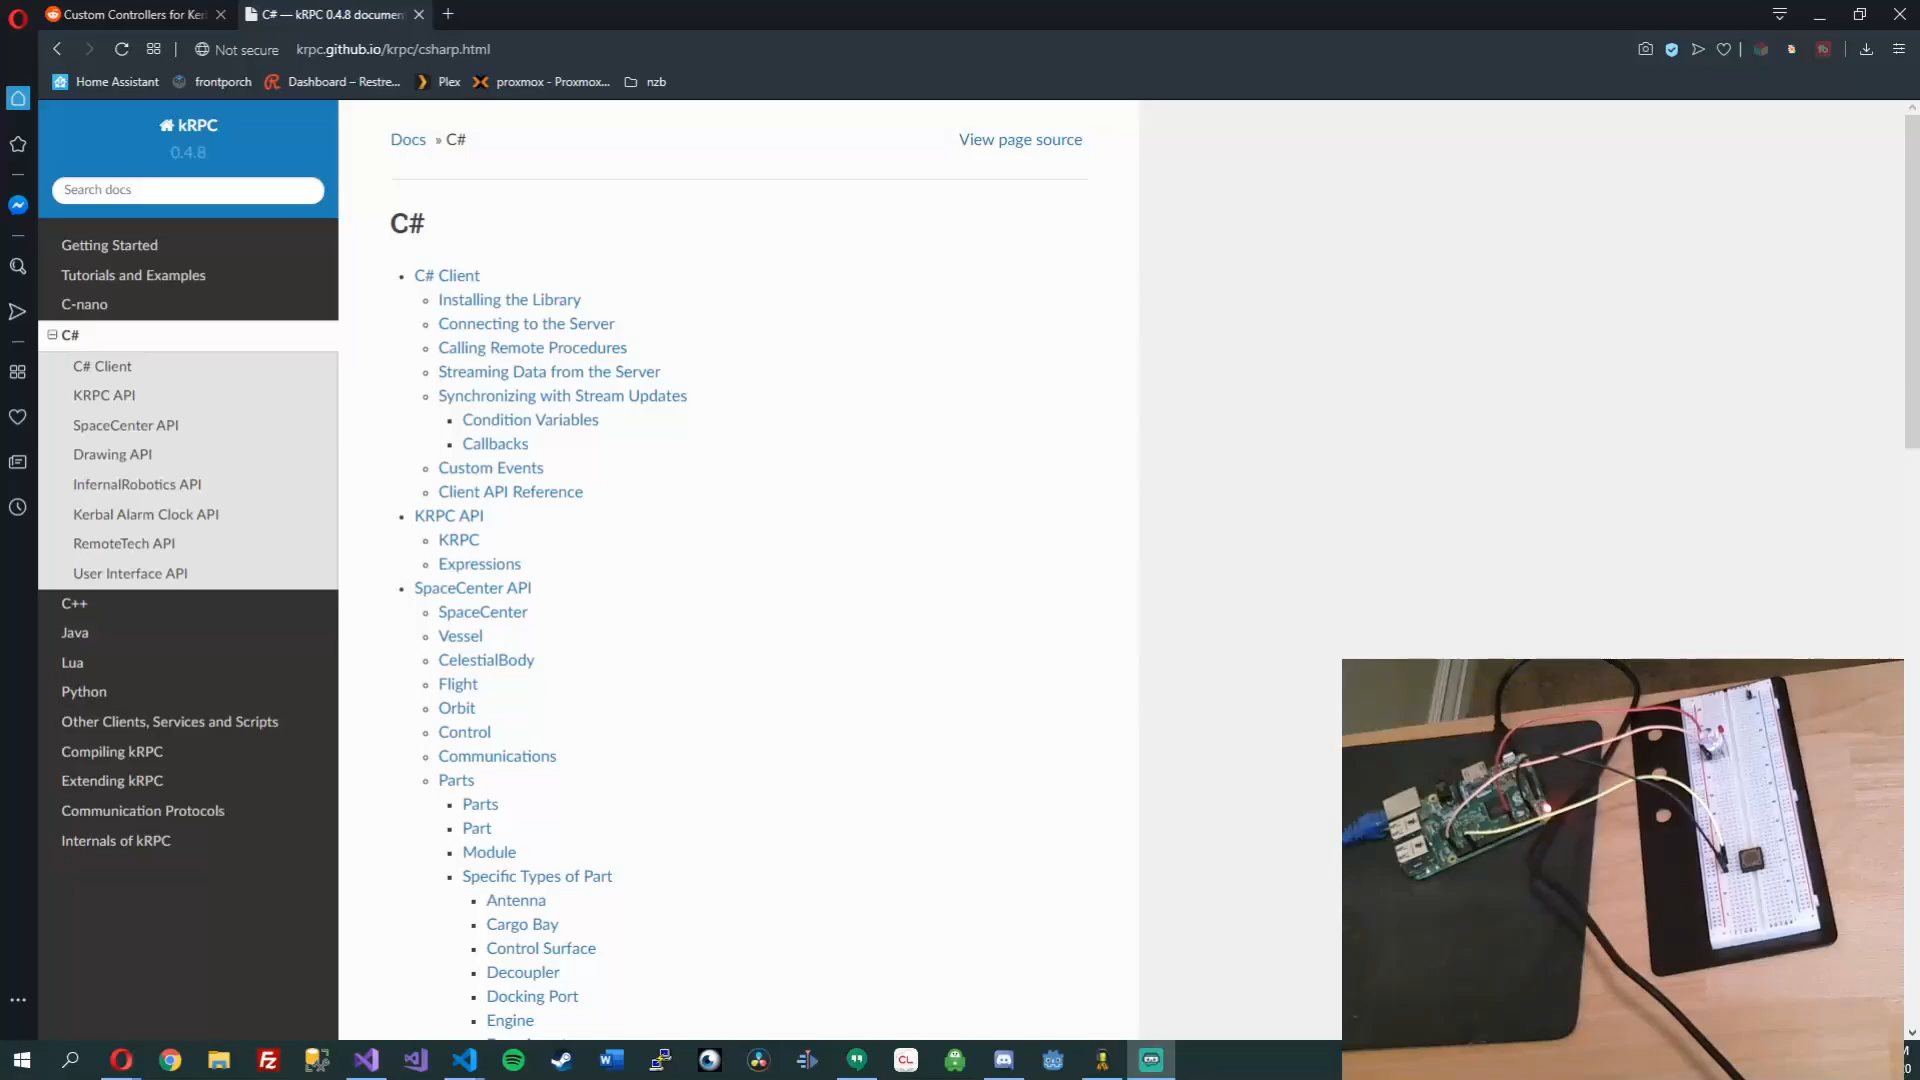 Custom Controllers for Ker
C# — kRPC 0.4.8 documen
Not secure
krpc.github.io/krpc/csharp.html
Home Assistant
frontporch
Dashboard – Restre...
Plex
proxmox - Proxmox...
nzb
kRPC
0.4.8
Search docs
Getting Started
Tutorials and Examples
C-nano
C#
C# Client
KRPC API
SpaceCenter API
Drawing API
InfernalRobotics API
Kerbal Alarm Clock API
RemoteTech API
User Interface API
C++
Java
Lua
Python
Other Clients, Services and Scripts
Compiling kRPC
Extending kRPC
Communication Protocols
Internals of kRPC
Docs » C#
View page source
C#
C# Client
Installing the Library
Connecting to the Server
Calling Remote Procedures
Streaming Data from the Server
Synchronizing with Stream Updates
Condition Variables
Callbacks
Custom Events
Client API Reference
KRPC API
KRPC
Expressions
SpaceCenter API
SpaceCenter
Vessel
CelestialBody
Flight
Orbit
Control
Communications
Parts
Parts
Part
Module
Specific Types of Part
Antenna
Cargo Bay
Control Surface
Decoupler
Docking Port
Engine
CL